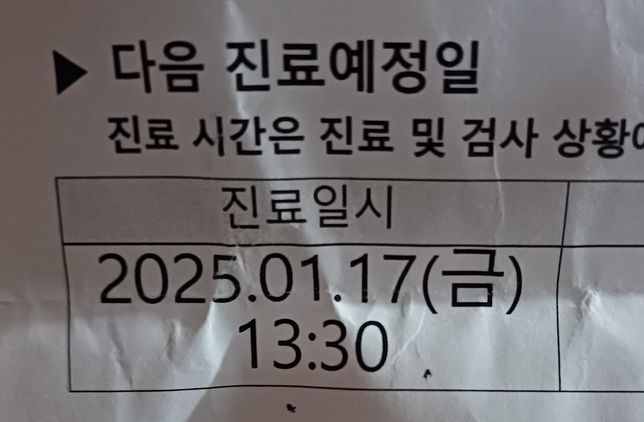 ▶ 다음 진료예정일
진료 시간은 진료 및 검사 상황
진료일시
2025.01.17(금)
13:30